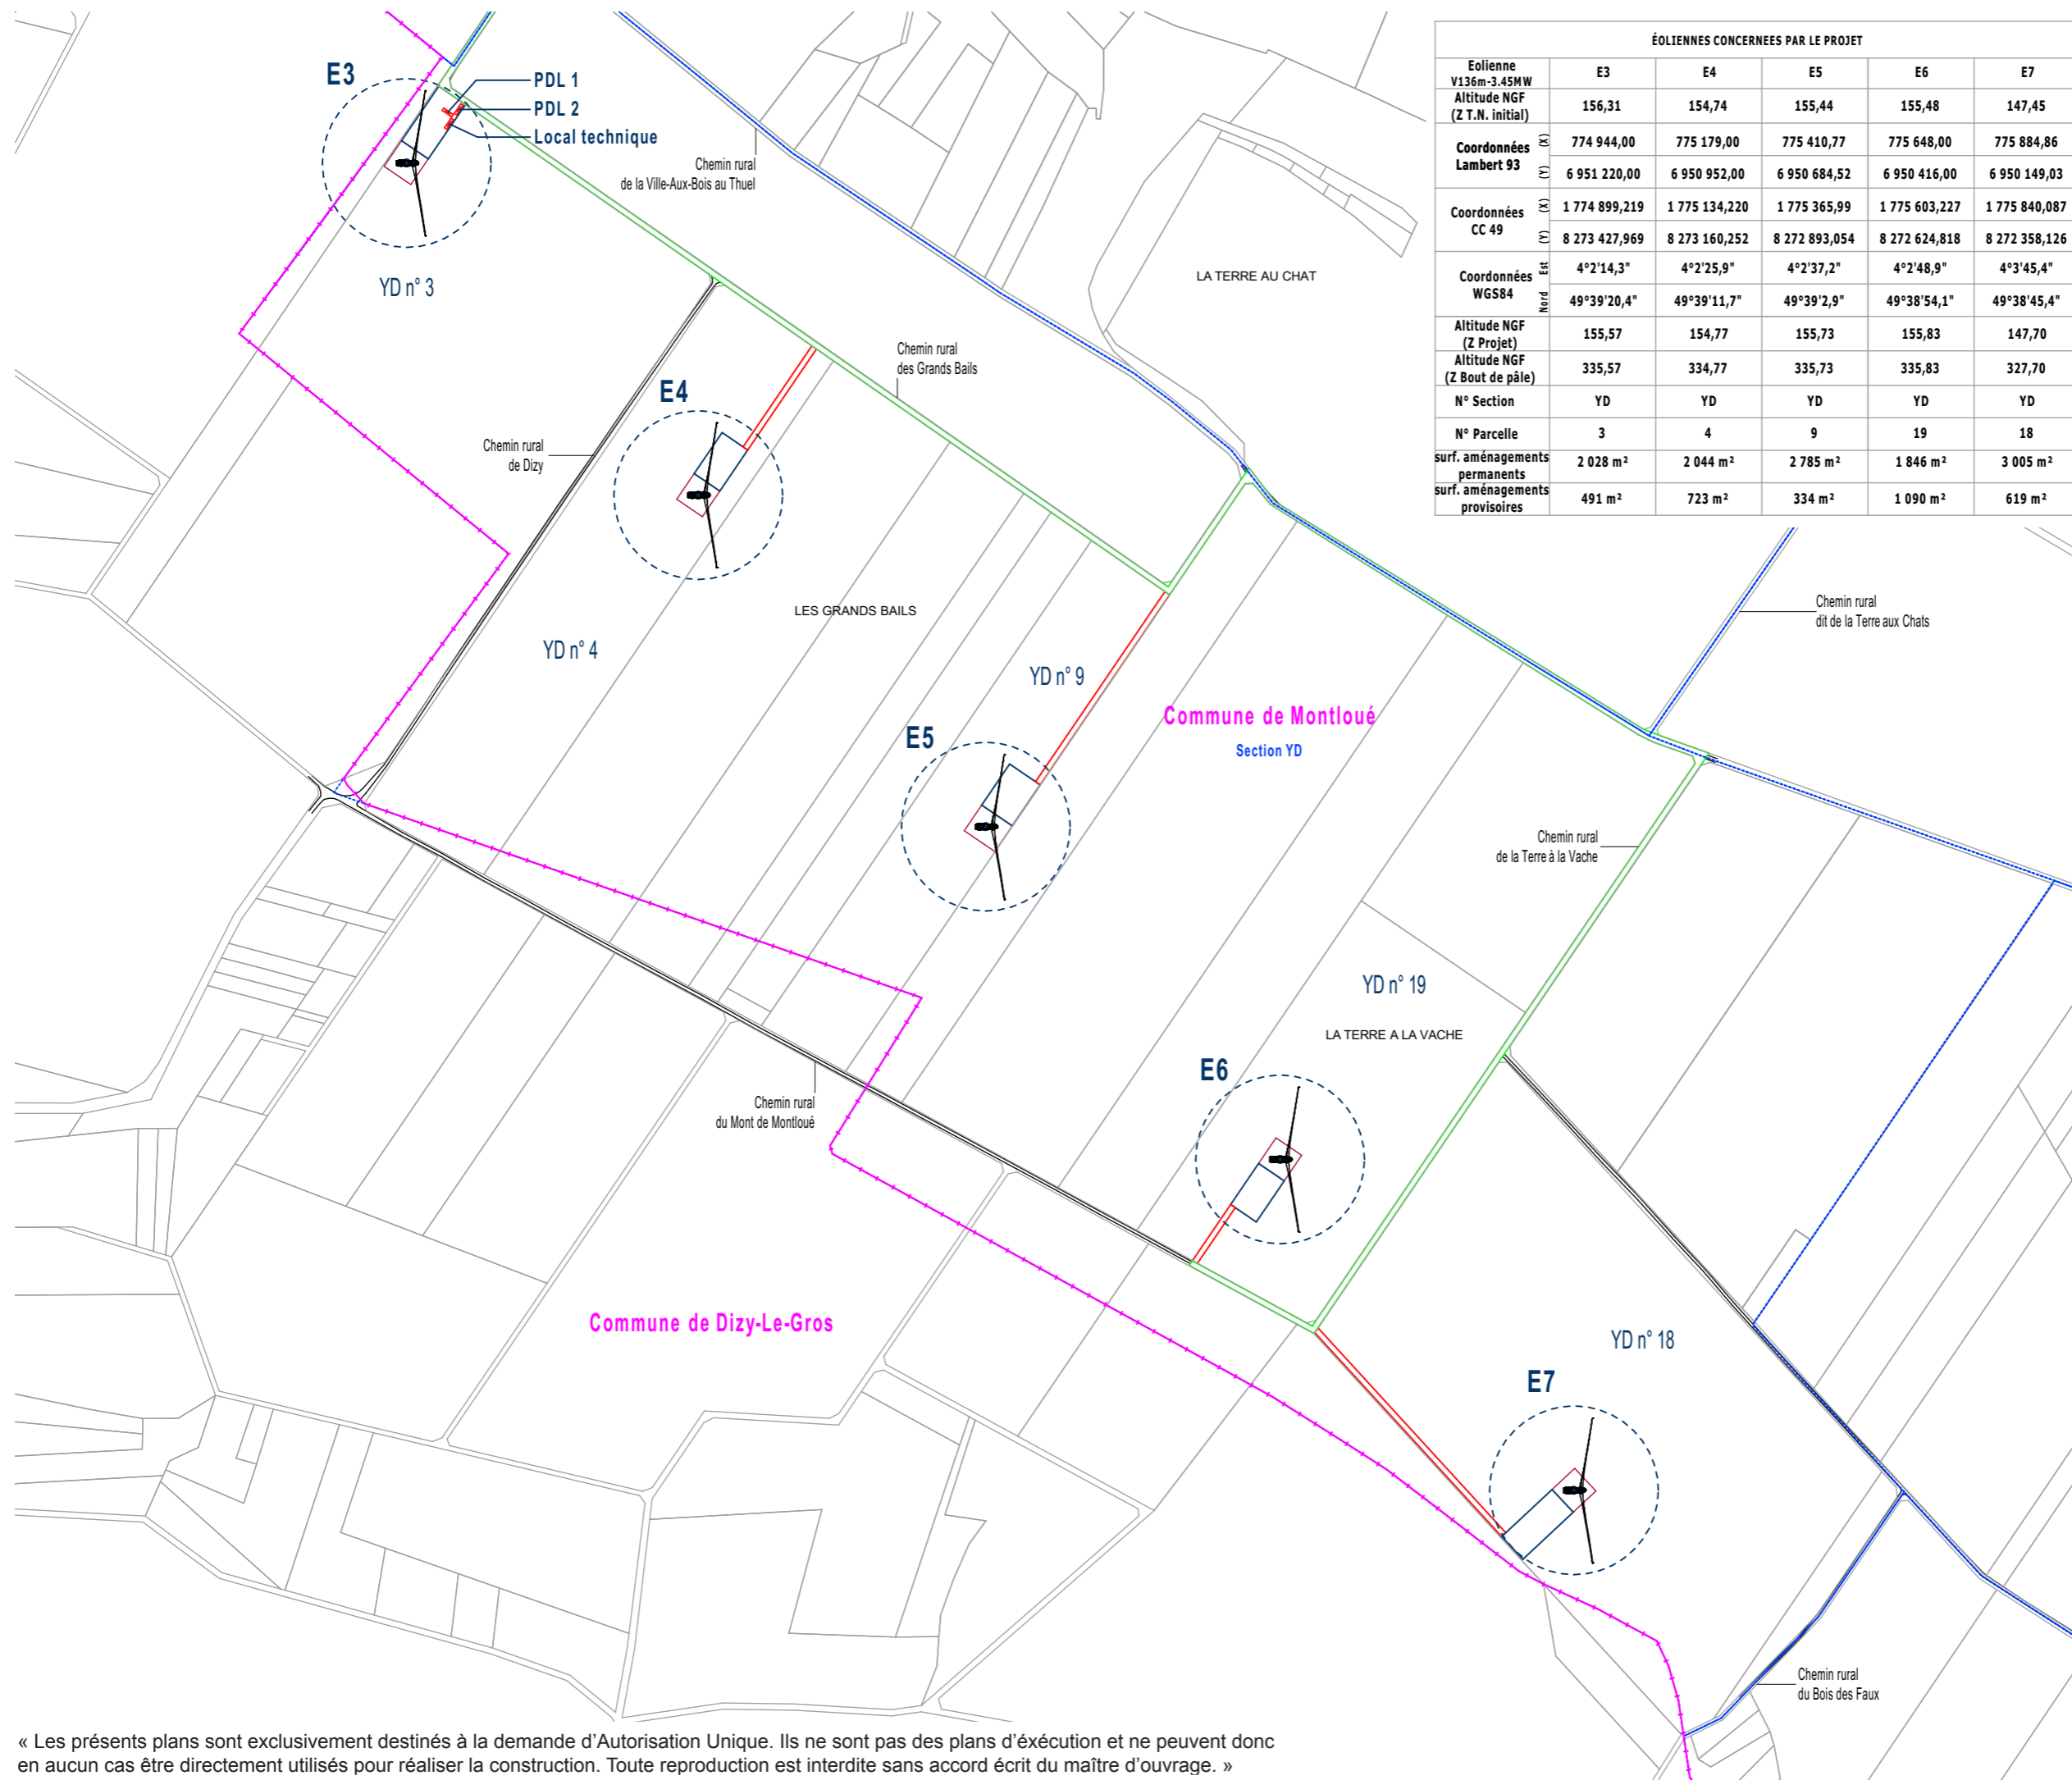 ÉOLIENNES CONCERNEES PAR LE PROJET
Eolienne V136m-3.45MW E3 E4 E5 E6 E7
Altitude NGF (Z T.N. initial) 156,31 154,74 155,44 155,48 147,45
Coordonnées Lambert 93 (X) 774 944,00 775 179,00 775 410,77 775 648,00 775 884,86
(Y) 6 951 220,00 6 950 952,00 6 950 684,52 6 950 416,00 6 950 149,03
Coordonnées CC 49 (X) 1 774 899,219 1 775 134,220 1 775 365,99 1 775 603,227 1 775 840,087
(Y) 8 273 427,969 8 273 160,252 8 272 893,054 8 272 624,818 8 272 358,126
Coordonnées WGS84 Est 4°2'14,3" 4°2'25,9" 4°2'37,2" 4°2'48,9" 4°3'45,4"
Nord 49°39'20,4" 49°39'11,7" 49°39'2,9" 49°38'54,1" 49°38'45,4"
Altitude NGF (Z Projet) 155,57 154,77 155,73 155,83 147,70
Altitude NGF (Z Bout de pâle) 335,57 334,77 335,73 335,83 327,70
N° Section YD YD YD YD YD
N° Parcelle 3 4 9 19 18
surf. aménagements permanents 2 028 m² 2 044 m² 2 785 m² 1 846 m² 3 005 m²
surf. aménagements provisoires 491 m² 723 m² 334 m² 1 090 m² 619 m²
E3
PDL 1
PDL 2
Local technique
Chemin rural
de la Ville-Aux-Bois au Thuel
LA TERRE AU CHAT
YD n° 3
Chemin rural
des Grands Bails
E4
Chemin rural
de Dizy
LES GRANDS BAILS
Chemin rural
dit de la Terre aux Chats
YD n° 4
YD n° 9
Commune de Montloué
Section YD
E5
Chemin rural
de la Terre à la Vache
YD n° 19
LA TERRE A LA VACHE
E6
Chemin rural
du Mont de Montloué
Commune de Dizy-Le-Gros
YD n° 18
E7
Chemin rural
du Bois des Faux
« Les présents plans sont exclusivement destinés à la demande d’Autorisation Unique. Ils ne sont pas des plans d’éxécution et ne peuvent donc
en aucun cas être directement utilisés pour réaliser la construction. Toute reproduction est interdite sans accord écrit du maître d’ouvrage. »